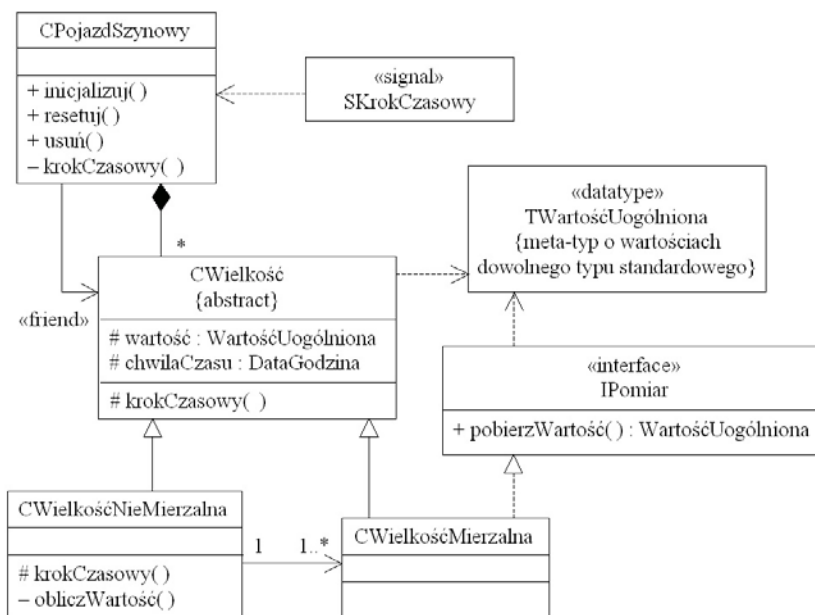 CPojazdSzynowy
+ inicjalizuj( )
+ resetuj( )
+ usuń( )
– krokCzasowy( )
«signal»
SKrokCzasowy
«datatype»
TWartośćUogólniona
{meta-typ o wartościach
dowolnego typu standardowego}
*
CWielkość
{abstract}
«friend»
# wartość : WartośćUogólniona
# chwilaCzasu : DataGodzina
# krokCzasowy( )
«interface»
IPomiar
+ pobierzWartość( ) : WartośćUogólniona
CWielkośćNieMierzalna
# krokCzasowy( )
– obliczWartość( )
1
1..*
CWielkośćMierzalna